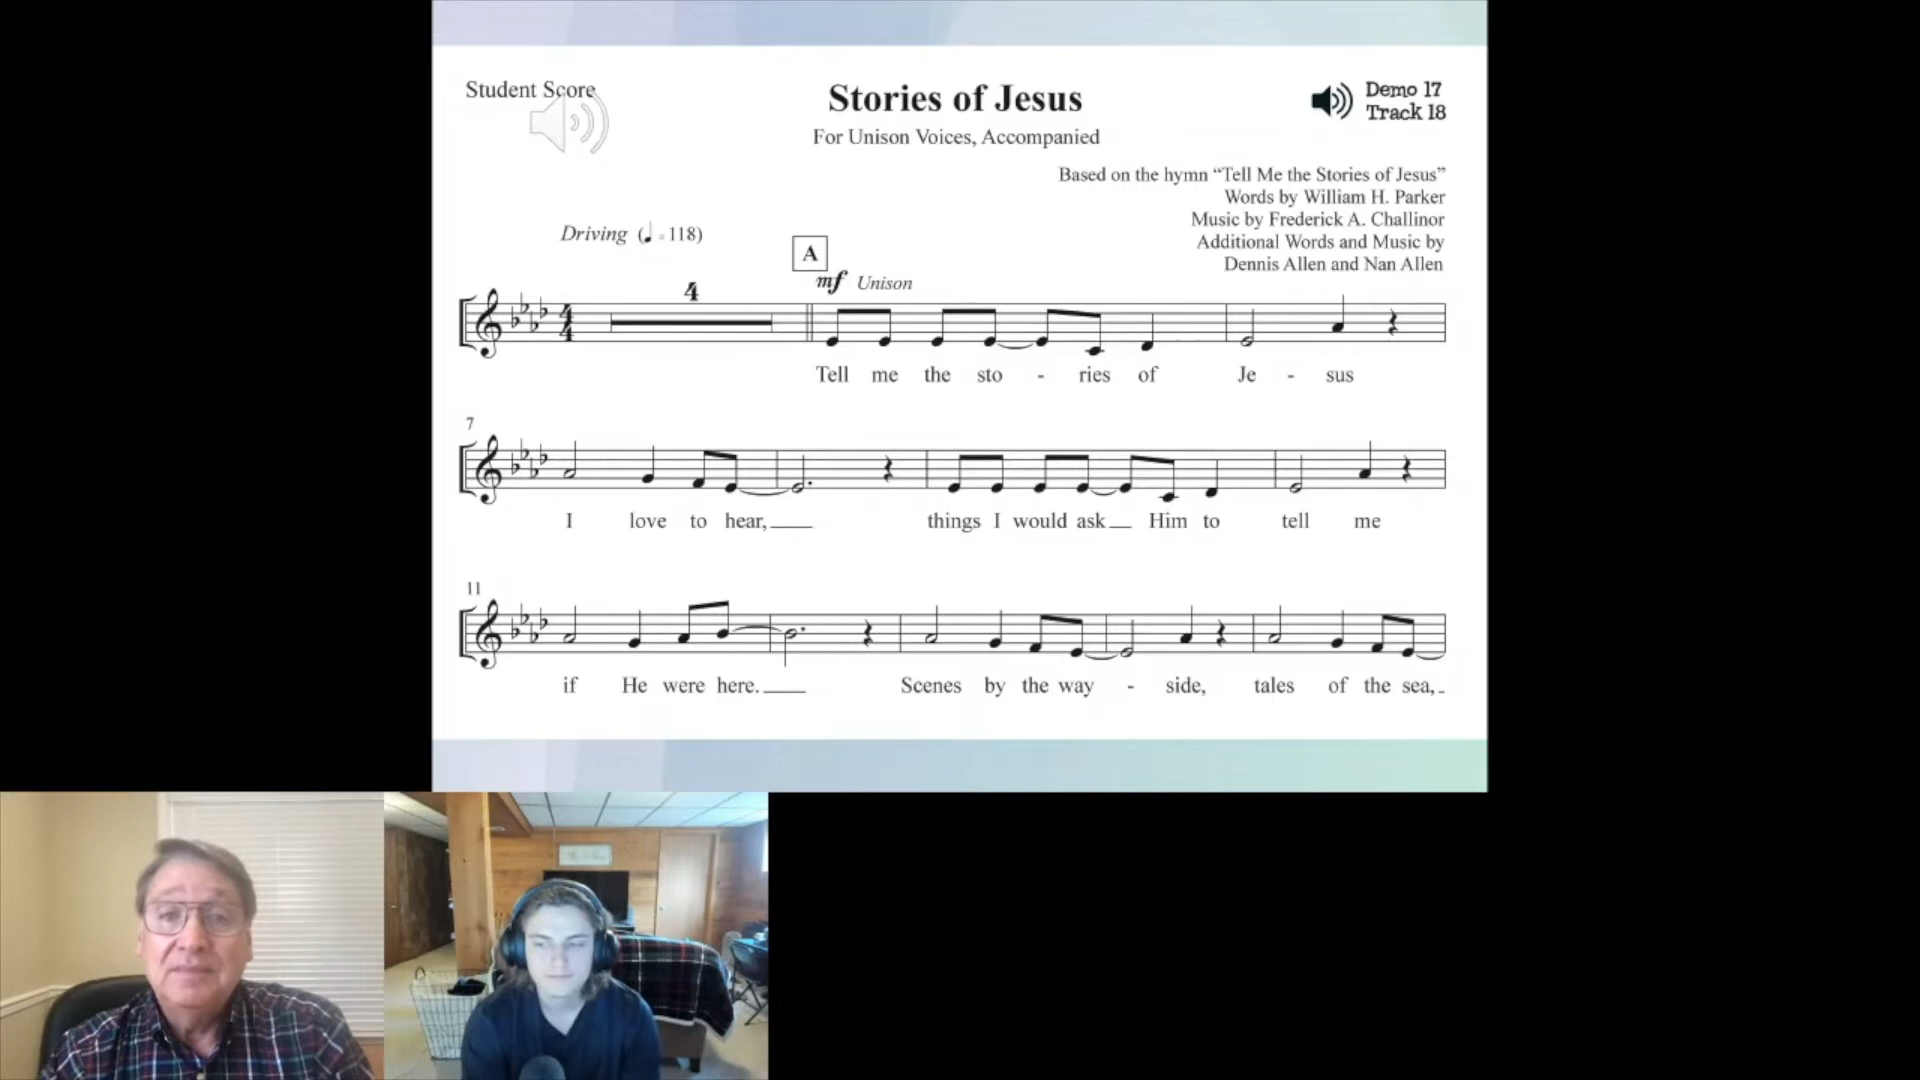 Student Score
Stories of Jesus
Demo 17
Track 18
For Unison Voices, Accompanied
Based on the hymn “Tell Me the Stories of Jesus”
Words by William H. Parker
Music by Frederick A. Challinor
Additional Words and Music by
Dennis Allen and Nan Allen
Driving (♩=118)
A
mf Unison
4
Tell me the sto - ries of Je - sus
7
I love to hear,__ things I would ask__ Him to tell me
11
if He were here.__ Scenes by the way - side, tales of the sea,_